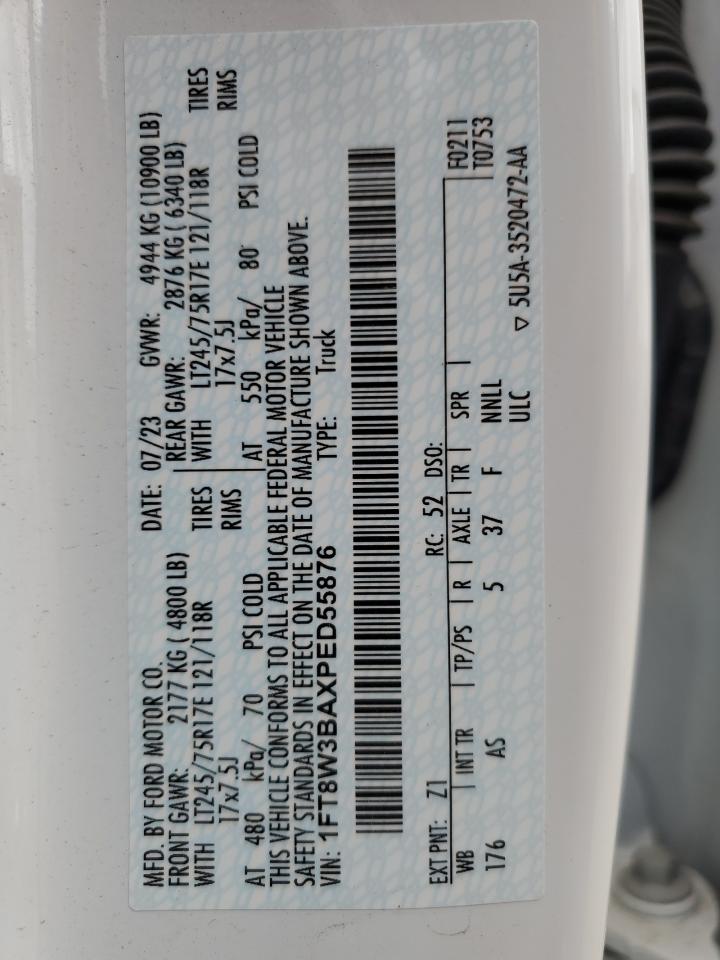 MFD. BY FORD MOTOR CO. DATE: 07/23 GVWR: 4944 KG (10900 LB)
FRONT GAWR: 2177 KG ( 4800 LB) REAR GAWR: 2876 KG ( 6340 LB)
WITH LT245/75R17E 121/118R TIRES WITH LT245/75R17E 121/118R TIRES
17x7.5J RIMS 17x7.5J RIMS
AT 480 kPa/ 70 PSI COLD AT 550 kPa/ 80 PSI COLD
THIS VEHICLE CONFORMS TO ALL APPLICABLE FEDERAL MOTOR VEHICLE
SAFETY STANDARDS IN EFFECT ON THE DATE OF MANUFACTURE SHOWN ABOVE.
VIN: 1FT8W3BAXPED55876 TYPE: Truck
EXT PNT: Z1 RC: 52 DSO: F0211
WB INT TR TP/PS R AXLE TR SPR T0753
176 AS 5 37 F NNLL
ULC ▽ 5U5A-3520472-AA